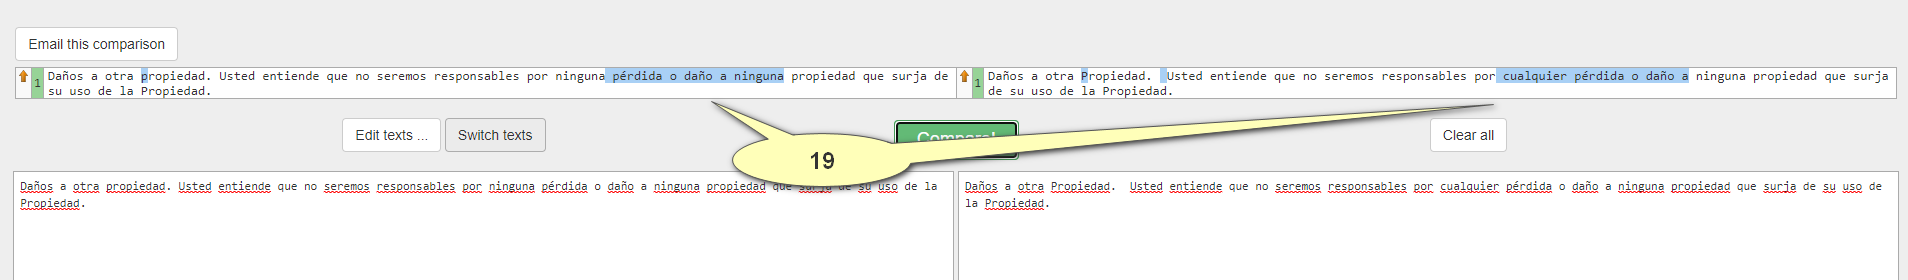 Email this comparison
1 Daños a otra propiedad. Usted entiende que no seremos responsables por ninguna pérdida o daño a ninguna propiedad que surja de
su uso de la Propiedad.
1 Daños a otra Propiedad.  Usted entiende que no seremos responsables por cualquier pérdida o daño a ninguna propiedad que surja
de su uso de la Propiedad.
Edit texts ...
Switch texts
Compare!
Clear all
19
Daños a otra propiedad. Usted entiende que no seremos responsables por ninguna pérdida o daño a ninguna propiedad que surja de su uso de la
Propiedad.
Daños a otra Propiedad.  Usted entiende que no seremos responsables por cualquier pérdida o daño a ninguna propiedad que surja de su uso de
la Propiedad.